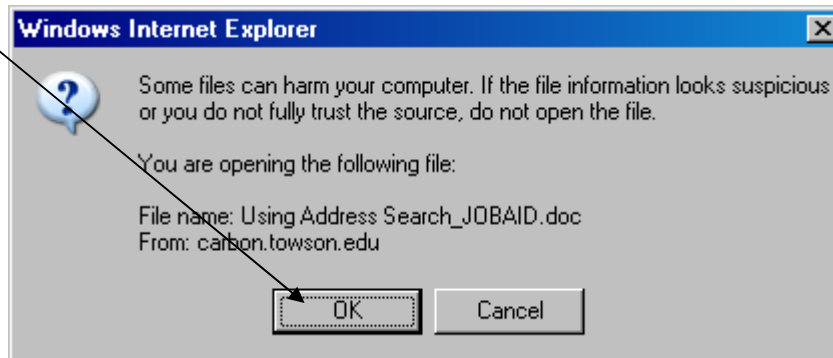 Windows Internet Explorer
Some files can harm your computer. If the file information looks suspicious
or you do not fully trust the source, do not open the file.
You are opening the following file:
File name: Using Address Search_JOBAID.doc
From: carbon.towson.edu
OK Cancel